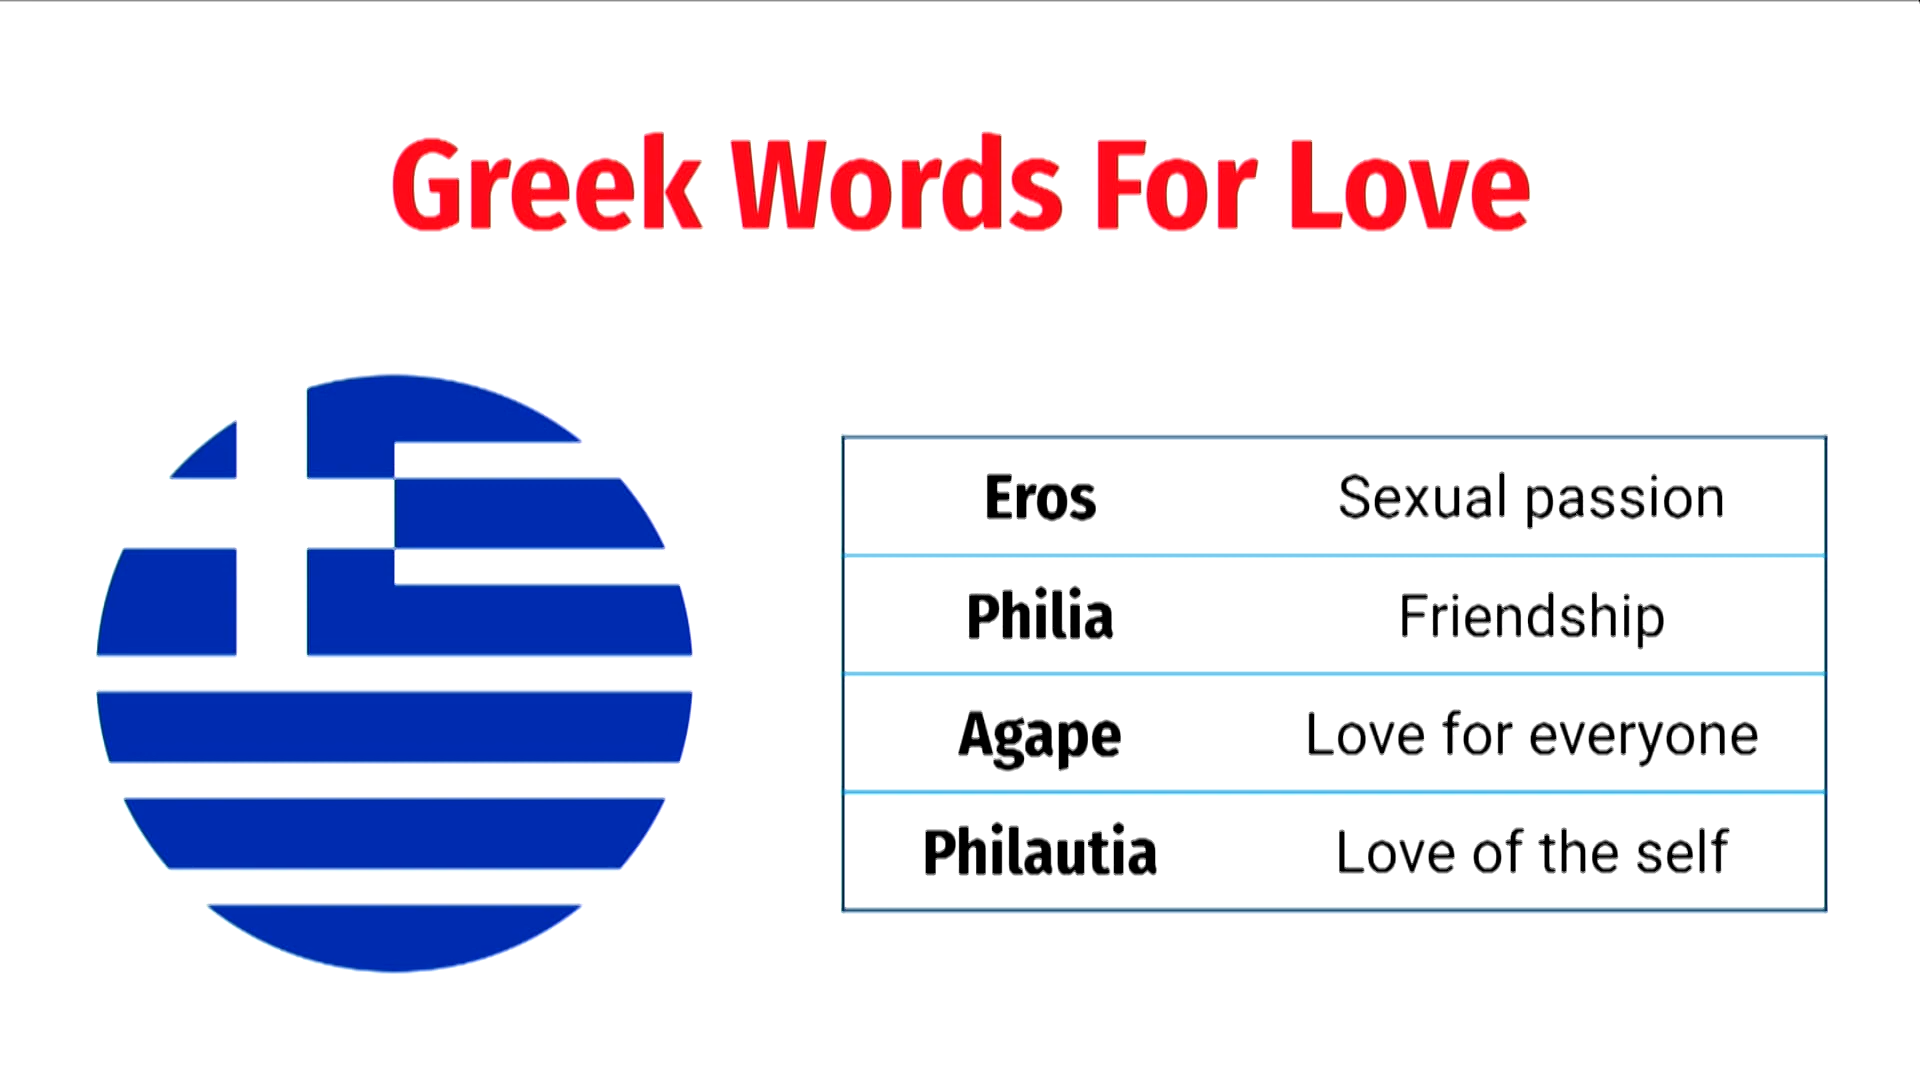 Greek Words For Love
Eros Sexual passion
Philia Friendship
Agape Love for everyone
Philautia Love of the self